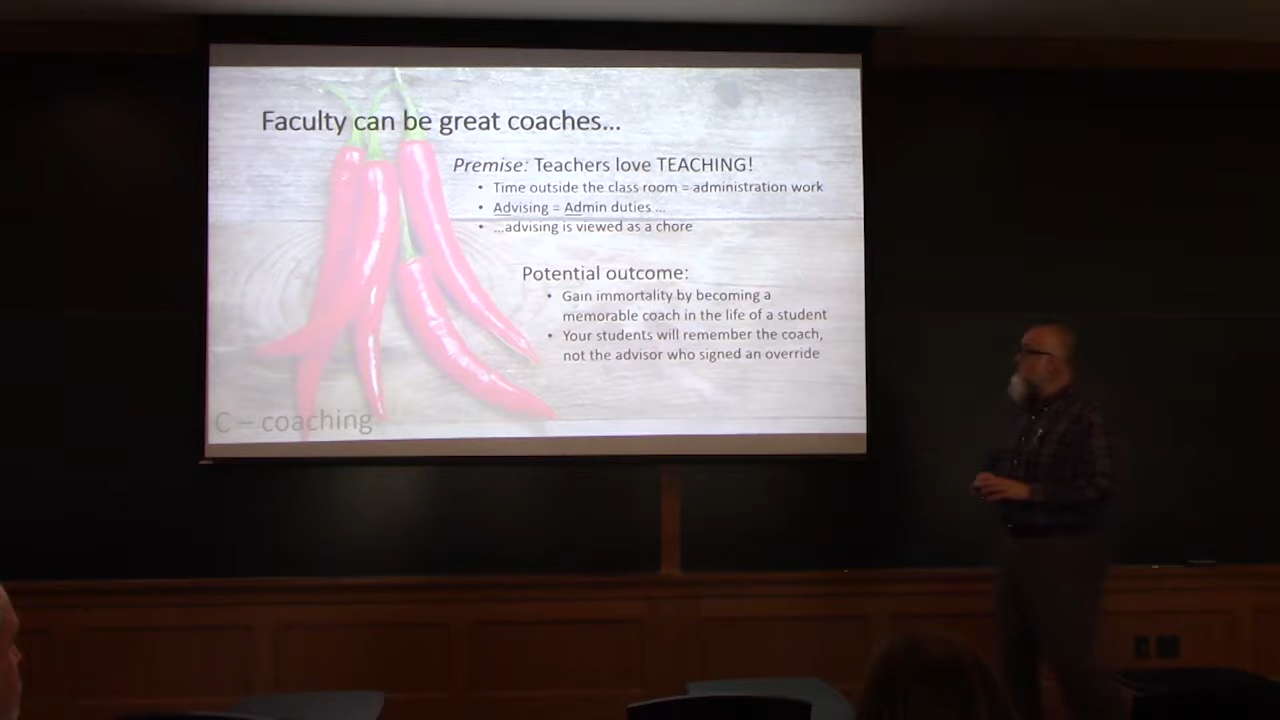 Faculty can be great coaches...
Premise: Teachers love TEACHING!
• Time outside the class room = administration work
• Advising = Admin duties ...
• ...advising is viewed as a chore
Potential outcome:
• Gain immortality by becoming a
memorable coach in the life of a student
• Your students will remember the coach,
not the advisor who signed an override
C – coaching